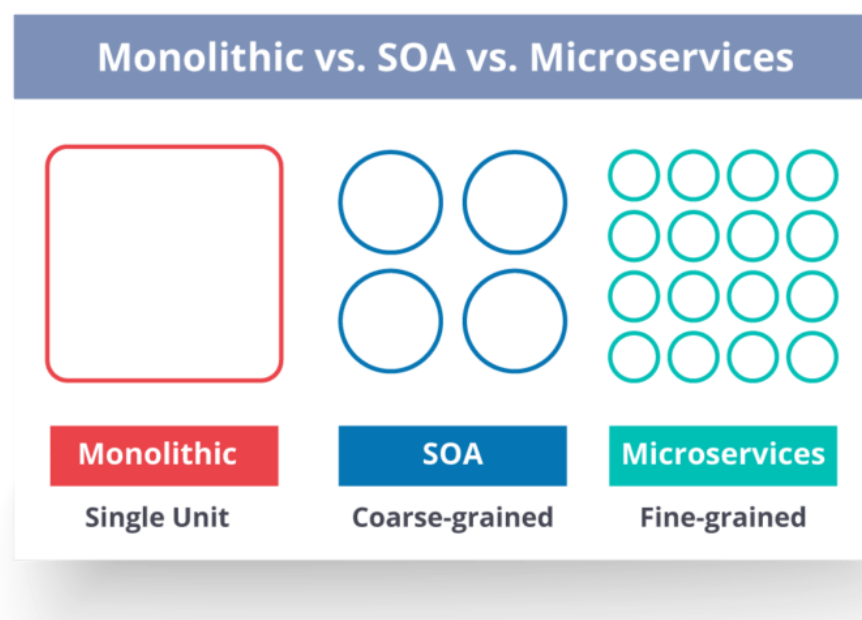 Monolithic vs. SOA vs. Microservices
Monolithic
SOA
Microservices
Single Unit
Coarse-grained
Fine-grained